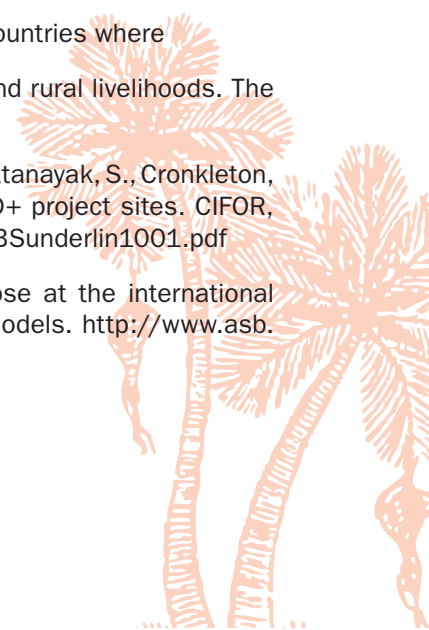 ountries where
nd rural livelihoods. The
tanayak, S., Cronkleton,
D+ project sites. CIFOR,
3Sunderlin1001.pdf
ose at the international
odels. http://www.asb.